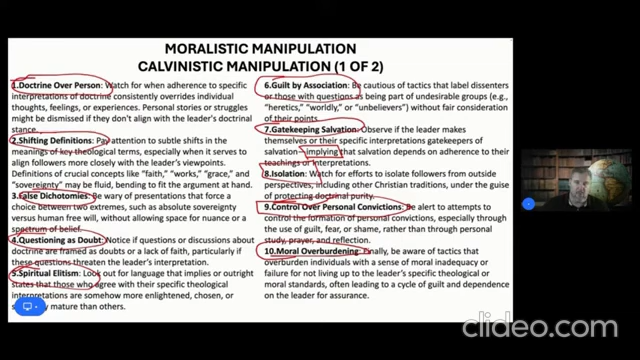 MORALISTIC MANIPULATION
CALVINISTIC MANIPULATION (1 OF 2)
1.Doctrine Over Person: Watch for when adherence to specific
interpretations of doctrine consistently overrides individual
thoughts, feelings, or experiences. Personal stories or struggles
might be dismissed if they don't align with the leader's doctrinal
stance.
2.Shifting Definitions: Pay attention to subtle shifts in the
meanings of key theological terms, especially when it serves to
align followers more closely with the leader's viewpoints.
Definitions of crucial concepts like "faith," "works," "grace," and
"sovereignty" may be fluid, bending to fit the argument at hand.
3.False Dichotomies: Be wary of presentations that force a
choice between two extremes, such as absolute sovereignty
versus human free will, without allowing space for nuance or a
spectrum of belief.
4.Questioning as Doubt: Notice if questions or discussions about
doctrine are framed as doubts or a lack of faith, particularly if
these questions threaten the leader's interpretation.
5.Spiritual Elitism: Look out for language that implies or outright
states that those who agree with their specific theological
interpretations are somehow more enlightened, chosen, or
mature than others.
6.Guilt by Association: Be cautious of tactics that label dissenters
or those with questions as being part of undesirable groups (e.g.,
"heretics," "worldly," or "unbelievers") without fair consideration
of their points.
7.Gatekeeping Salvation: Observe if the leader makes
themselves or their specific interpretations gatekeepers of
salvation, implying that salvation depends on adherence to their
teachings or interpretations.
8.Isolation: Watch for efforts to isolate followers from outside
perspectives, including other Christian traditions, under the guise
of protecting doctrinal purity.
9.Control Over Personal Convictions: Be alert to attempts to
control the formation of personal convictions, especially through
the use of guilt, fear, or shame, rather than through personal
study, prayer, and reflection.
10.Moral Overburdening: Finally, be aware of tactics that
overburden individuals with a sense of moral inadequacy or
failure for not living up to the leader's specific theological or
moral standards, often leading to a cycle of guilt and
dependence on the leader for assurance.
clideo.com